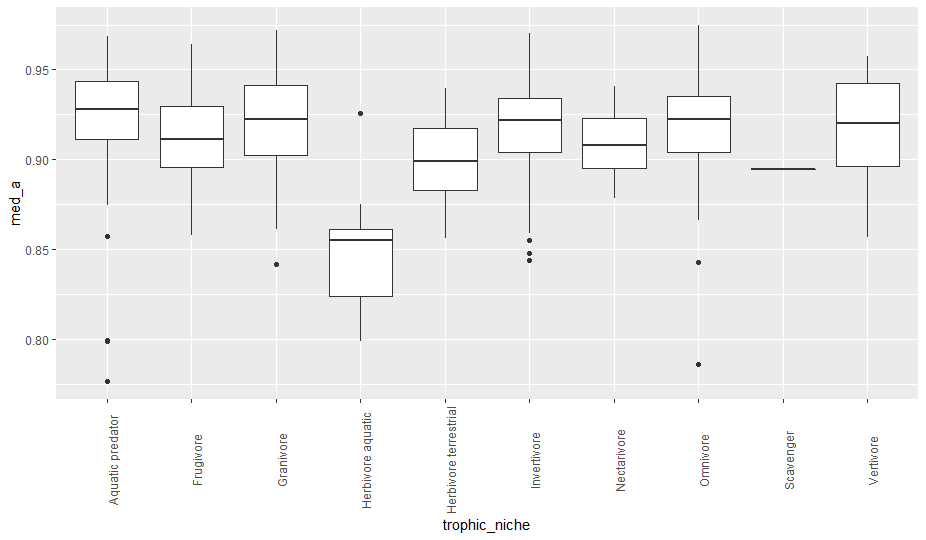 med_a
0.95
0.90
0.85
0.80
Aquatic predator
Frugivore
Granivore
Herbivore aquatic
Herbivore terrestrial
Invertivore
Nectarivore
Omnivore
Scavenger
Vertivore
trophic_niche